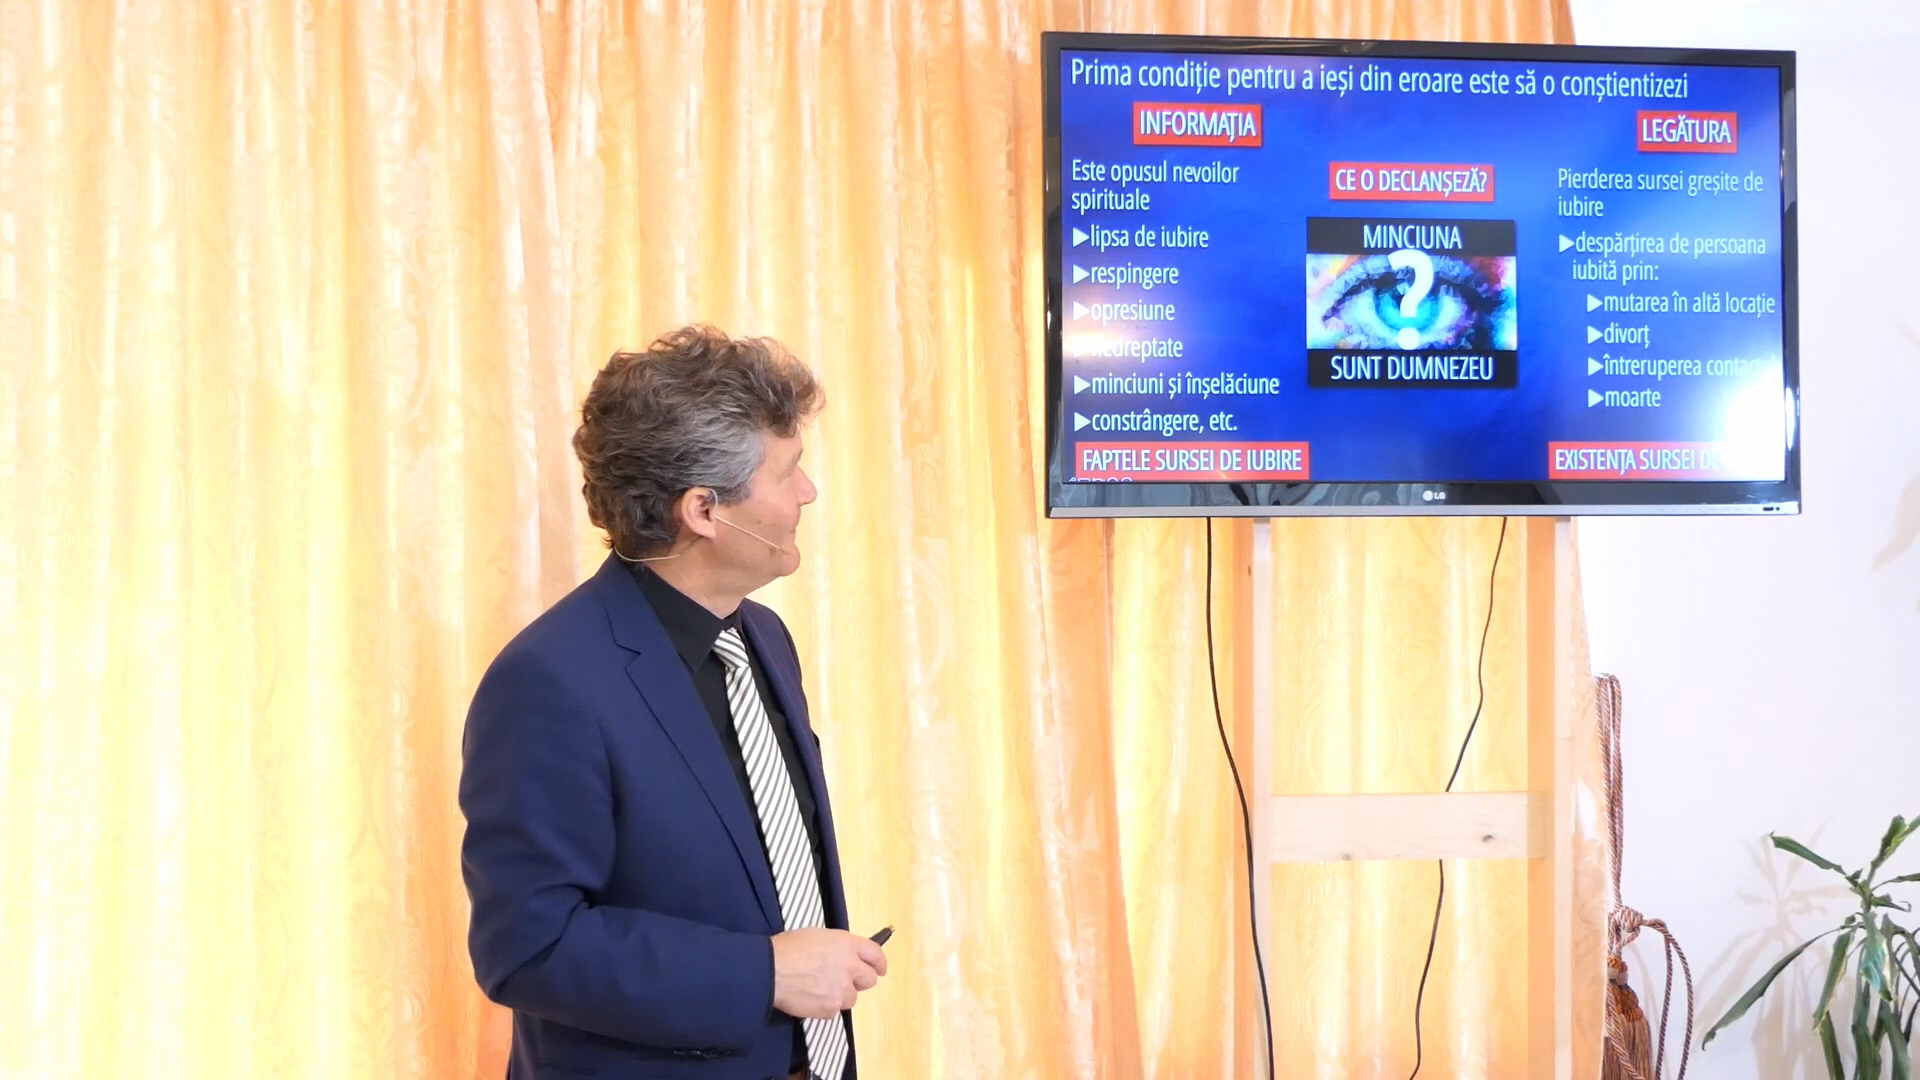 Prima condiție pentru a ieși din eroare este să o conștientizezi
INFORMAȚIA
Este opusul nevoilor
spirituale
▶lipsa de iubire
▶respingere
▶opresiune
▶minciuni și înșelăciune
▶constrângere, etc.
FAPTELE SURSEI DE IUBIRE
CE O DECLANȘEZĂ?
MINCIUNA
?
SUNT DUMNEZEU
LEGĂTURA
Pierderea sursei greșite de
iubire
▶despărțirea de persoana
iubită prin:
▶mutarea în altă locație
▶divorț
▶întreruperea
▶moarte
EXISTENȚA SURSEI DE
LG